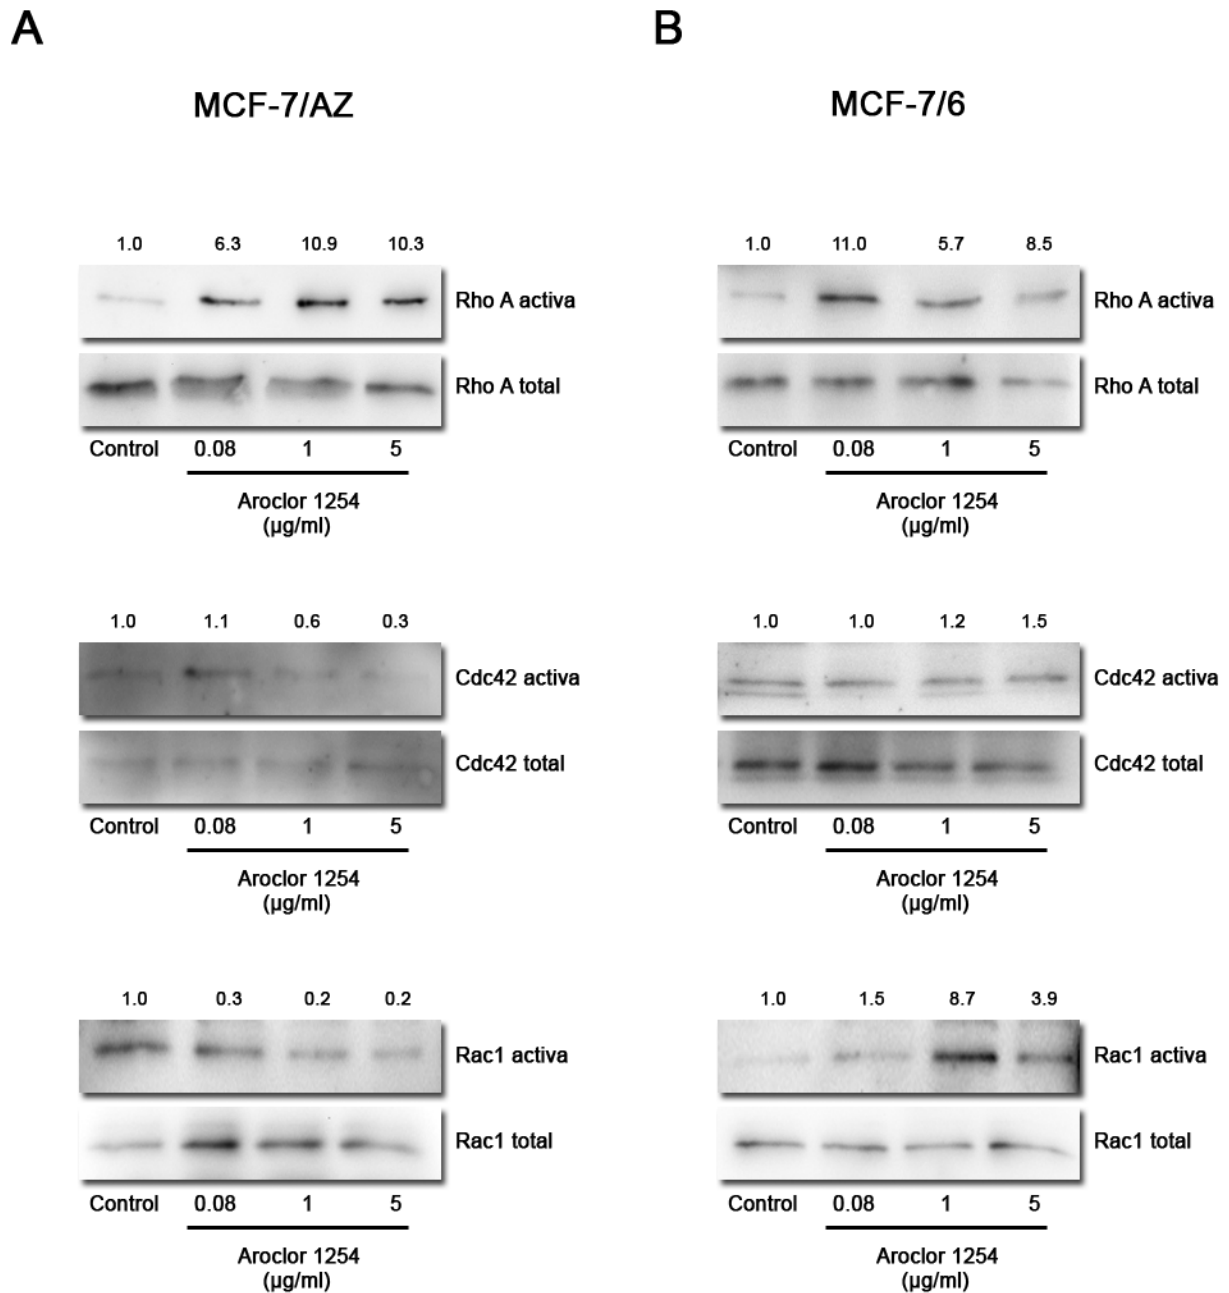 A
MCF-7/AZ
1.0 6.3 10.9 10.3
Rho A activa
Rho A total
Control 0.08 1 5
Aroclor 1254
(µg/ml)
1.0 1.1 0.6 0.3
Cdc42 activa
Cdc42 total
Control 0.08 1 5
Aroclor 1254
(µg/ml)
1.0 0.3 0.2 0.2
Rac1 activa
Rac1 total
Control 0.08 1 5
Aroclor 1254
(µg/ml)
B
MCF-7/6
1.0 11.0 5.7 8.5
Rho A activa
Rho A total
Control 0.08 1 5
Aroclor 1254
(µg/ml)
1.0 1.0 1.2 1.5
Cdc42 activa
Cdc42 total
Control 0.08 1 5
Aroclor 1254
(µg/ml)
1.0 1.5 8.7 3.9
Rac1 activa
Rac1 total
Control 0.08 1 5
Aroclor 1254
(µg/ml)